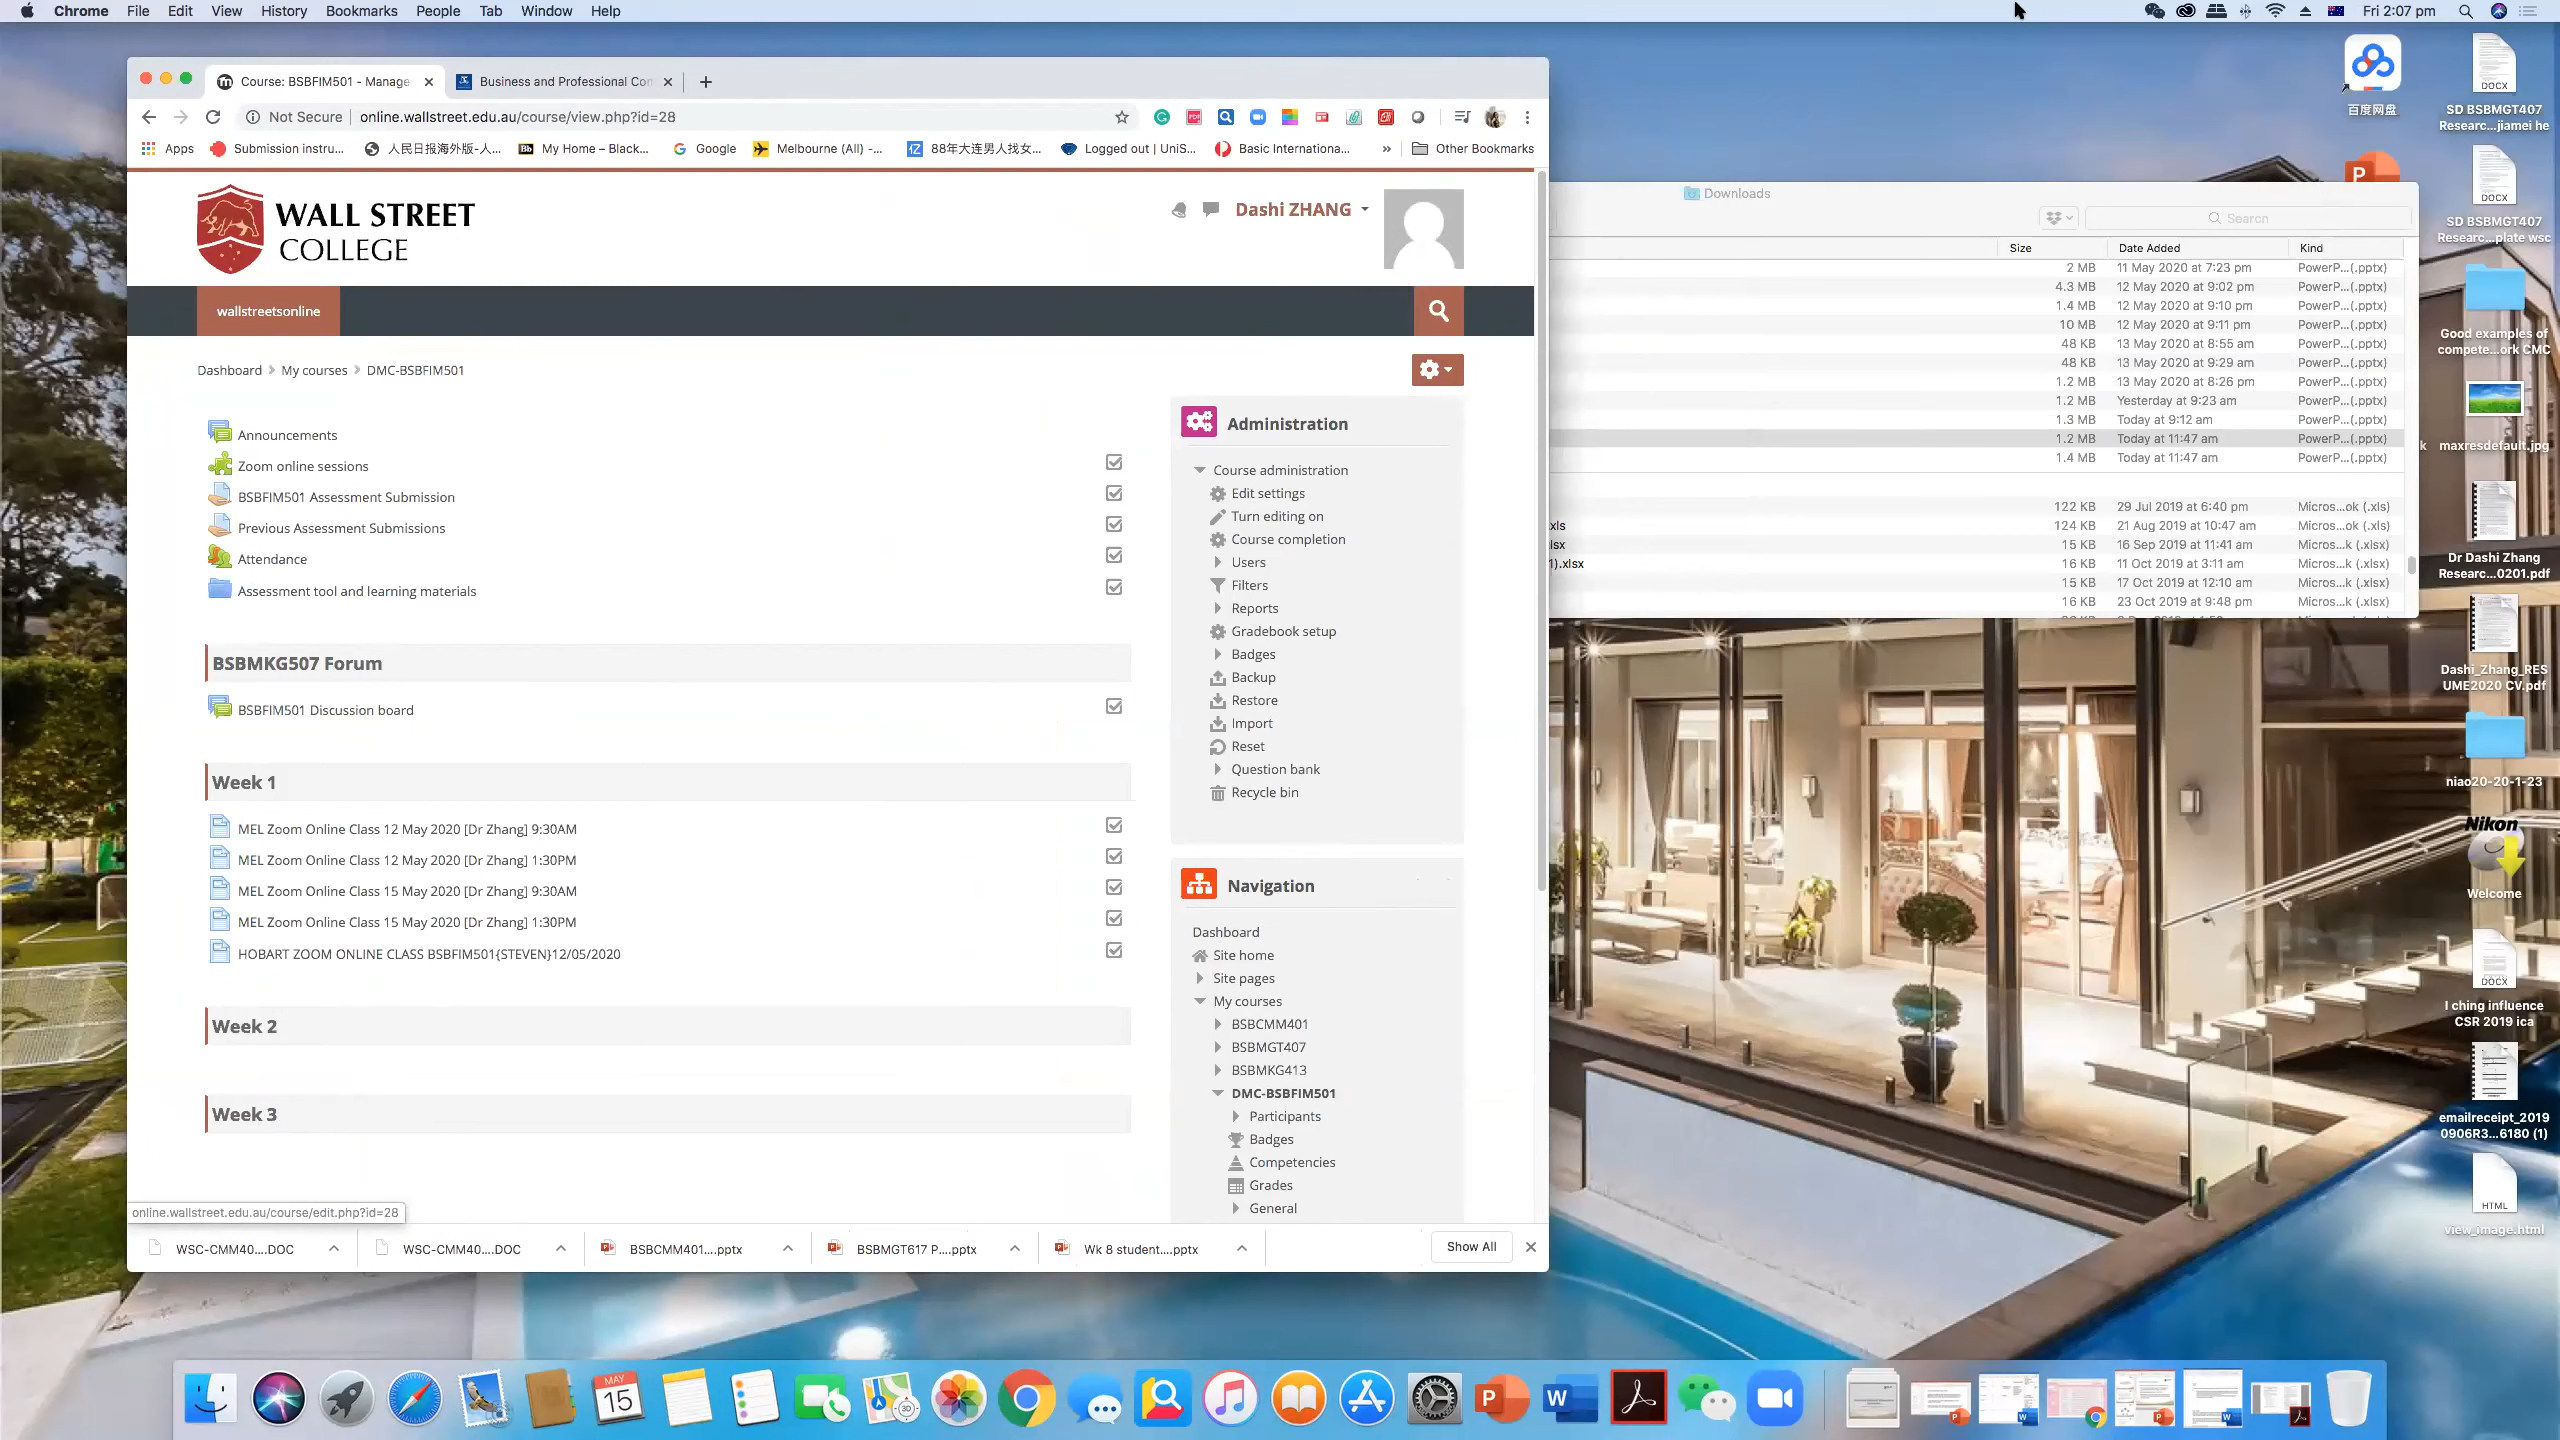 Chrome File Edit View History Bookmarks People Tab Window Help
Fri 2:07 pm
Course: BSBFIM501 - Manage
Business and Professional Con
Not Secure online.wallstreet.edu.au/course/view.php?id=28
Apps Submission instru... 人民日报海外版-人... My Home – Black... Google Melbourne (All) -... 88年大连男人找女... Logged out | UniS... Basic Internationa... » Other Bookmarks
WALL STREET
COLLEGE
Dashi ZHANG
wallstreetsonline
Dashboard My courses DMC-BSBFIM501
Announcements
Zoom online sessions
BSBFIM501 Assessment Submission
Previous Assessment Submissions
Attendance
Assessment tool and learning materials
BSBMKG507 Forum
BSBFIM501 Discussion board
Week 1
MEL Zoom Online Class 12 May 2020 [Dr Zhang] 9:30AM
MEL Zoom Online Class 12 May 2020 [Dr Zhang] 1:30PM
MEL Zoom Online Class 15 May 2020 [Dr Zhang] 9:30AM
MEL Zoom Online Class 15 May 2020 [Dr Zhang] 1:30PM
HOBART ZOOM ONLINE CLASS BSBFIM501{STEVEN}12/05/2020
Week 2
Week 3
Administration
Course administration
Edit settings
Turn editing on
Course completion
Users
Filters
Reports
Gradebook setup
Badges
Backup
Restore
Import
Reset
Question bank
Recycle bin
Navigation
Dashboard
Site home
Site pages
My courses
BSBCMM401
BSBMGT407
BSBMKG413
DMC-BSBFIM501
Participants
Badges
Competencies
Grades
General
online.wallstreet.edu.au/course/edit.php?id=28
WSC-CMM40....DOC
WSC-CMM40....DOC
BSBCMM401....pptx
BSBMGT617 P....pptx
Wk 8 student....pptx
Show All
Downloads
Search
Size Date Added Kind
2 MB 11 May 2020 at 7:23 pm PowerP...(.pptx)
4.3 MB 12 May 2020 at 9:02 pm PowerP...(.pptx)
1.4 MB 12 May 2020 at 9:10 pm PowerP...(.pptx)
10 MB 12 May 2020 at 9:11 pm PowerP...(.pptx)
48 KB 13 May 2020 at 8:55 am PowerP...(.pptx)
48 KB 13 May 2020 at 9:29 am PowerP...(.pptx)
1.2 MB 13 May 2020 at 8:26 pm PowerP...(.pptx)
1.2 MB Yesterday at 9:23 am PowerP...(.pptx)
1.3 MB Today at 9:12 am PowerP...(.pptx)
1.2 MB Today at 11:47 am PowerP...(.pptx)
1.4 MB Today at 11:47 am PowerP...(.pptx)
122 KB 29 Jul 2019 at 6:40 pm Micros...ok (.xls)
.xls 124 KB 21 Aug 2019 at 10:47 am Micros...ok (.xls)
lsx 15 KB 16 Sep 2019 at 11:41 am Micros...k (.xlsx)
1).xlsx 16 KB 11 Oct 2019 at 3:11 am Micros...k (.xlsx)
15 KB 17 Oct 2019 at 12:10 am Micros...k (.xlsx)
16 KB 23 Oct 2019 at 9:48 pm Micros...k (.xlsx)
百度网盘
P
DOCX
SD BSBMGT407
Researc...jiamei he
DOCX
SD BSBMGT407
Researc...plate wsc
Good examples of
compete...ork CMC
k maxresdefault.jpg
Dr Dashi Zhang
Researc...0201.pdf
Dashi_Zhang_RES
UME2020 CV.pdf
niao20-20-1-23
Nikon
Welcome
DOCX
I ching influence
CSR 2019 ica
emailreceipt_2019
0906R3...6180 (1)
HTML
view_image.html
MAY
15
3D
P
W